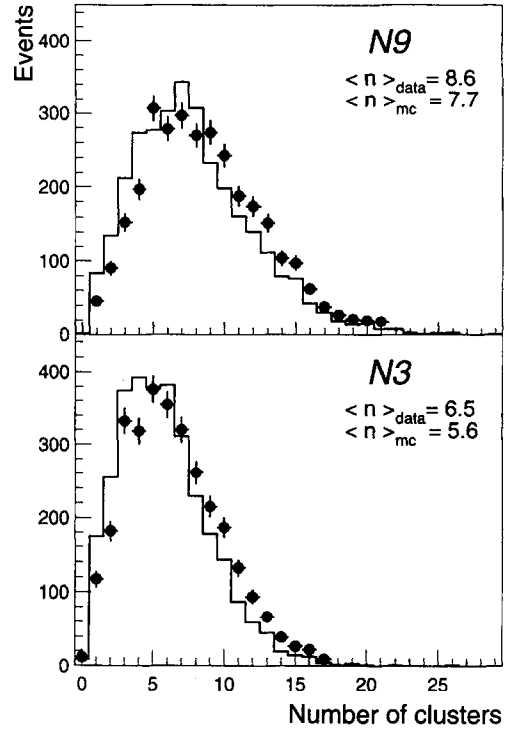 Events
400
300
200
100
0
N9
< n >data = 8.6
< n >mc = 7.7
400
300
200
100
0
N3
< n >data = 6.5
< n >mc = 5.6
0 5 10 15 20 25
Number of clusters